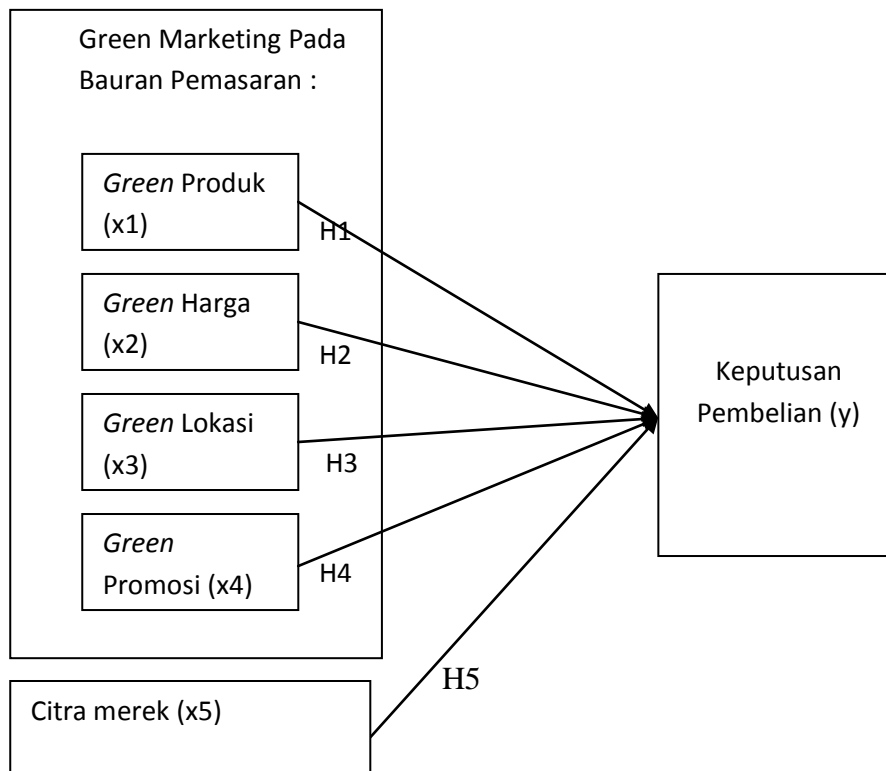 Green Marketing Pada
Bauran Pemasaran :
Green Produk
(x1)
H1
Green Harga
(x2)
H2
Green Lokasi
(x3)
H3
Green
Promosi (x4)
H4
Keputusan
Pembelian (y)
H5
Citra merek (x5)